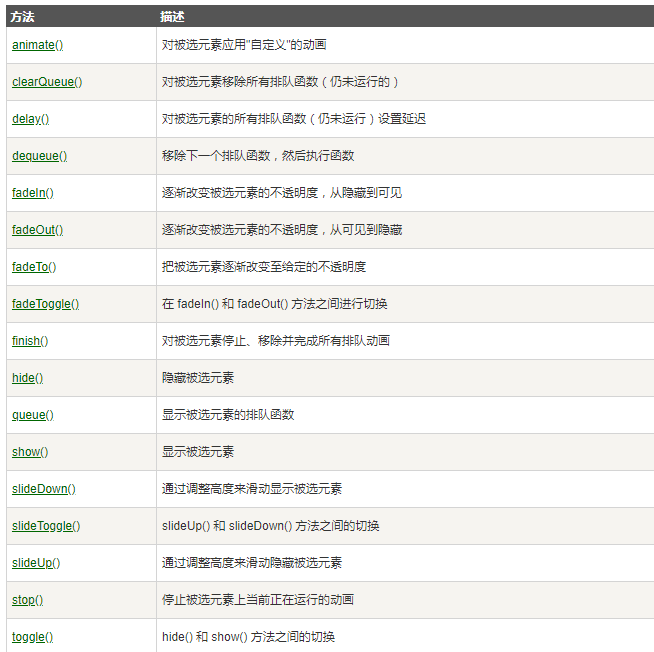 方法 描述
animate() 对被选元素应用"自定义"的动画
clearQueue() 对被选元素移除所有排队函数（仍未运行的）
delay() 对被选元素的所有排队函数（仍未运行）设置延迟
dequeue() 移除下一个排队函数，然后执行函数
fadeIn() 逐渐改变被选元素的不透明度，从隐藏到可见
fadeOut() 逐渐改变被选元素的不透明度，从可见到隐藏
fadeTo() 把被选元素逐渐改变至给定的不透明度
fadeToggle() 在 fadeIn() 和 fadeOut() 方法之间进行切换
finish() 对被选元素停止、移除并完成所有排队动画
hide() 隐藏被选元素
queue() 显示被选元素的排队函数
show() 显示被选元素
slideDown() 通过调整高度来滑动显示被选元素
slideToggle() slideUp() 和 slideDown() 方法之间的切换
slideUp() 通过调整高度来滑动隐藏被选元素
stop() 停止被选元素上当前正在运行的动画
toggle() hide() 和 show() 方法之间的切换